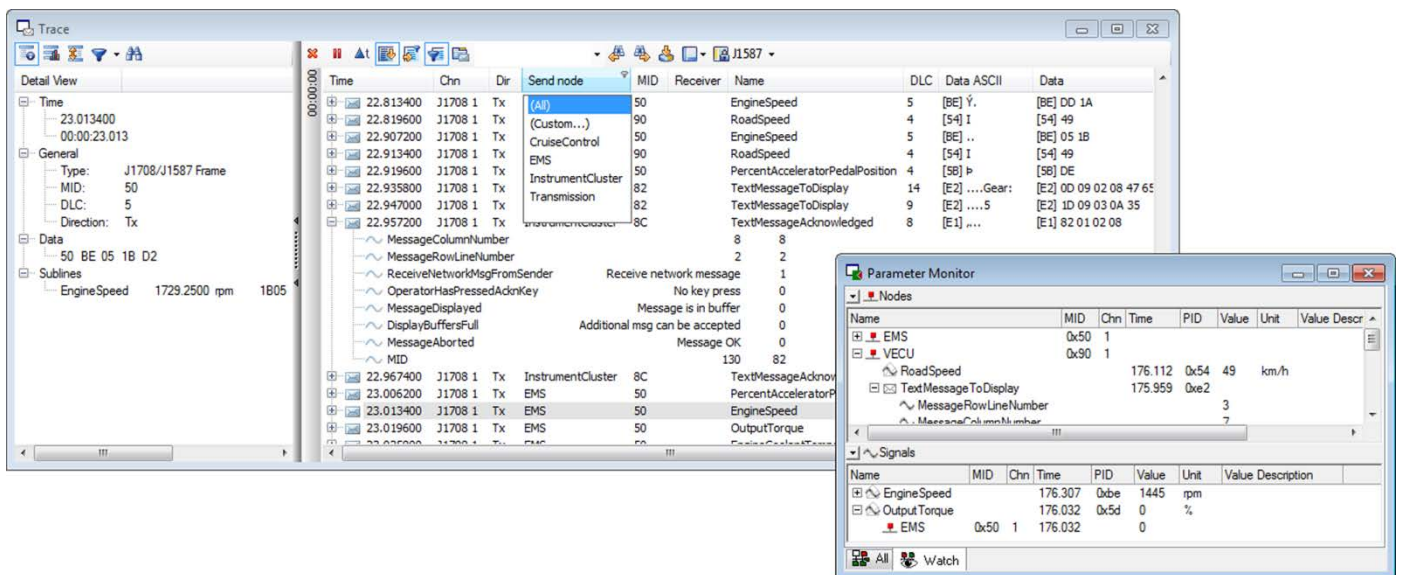 Trace
J1587
Detail View
Time
23.013400
00:00:23.013
General
Type: J1708/J1587 Frame
MID: 50
DLC: 5
Direction: Tx
Data
50 BE 05 1B D2
Sublines
EngineSpeed 1729.2500 rpm 1B05
00:00:00
Time Chn Dir Send node MID Receiver Name DLC Data ASCII Data
22.813400 J1708 1 Tx 50 EngineSpeed 5 [BE] Ý. [BE] DD 1A
22.819600 J1708 1 Tx 90 RoadSpeed 4 [54] I [54] 49
22.907200 J1708 1 Tx 50 EngineSpeed 5 [BE] .. [BE] 05 1B
22.913400 J1708 1 Tx 90 RoadSpeed 4 [54] I [54] 49
22.919600 J1708 1 Tx 50 PercentAcceleratorPedalPosition 4 [5B] Þ [5B] DE
22.935800 J1708 1 Tx 82 TextMessageToDisplay 14 [E2] ....Gear: [E2] 0D 09 02 08 47 65
22.947000 J1708 1 Tx 82 TextMessageToDisplay 9 [E2] ....5 [E2] 1D 09 03 0A 35
22.957200 J1708 1 Tx InstrumentCluster 8C TextMessageAcknowledged 8 [E1] ‚... [E1] 82 01 02 08
(All)
(Custom...)
CruiseControl
EMS
InstrumentCluster
Transmission
MessageColumnNumber 8 8
MessageRowLineNumber 2 2
ReceiveNetworkMsgFromSender Receive network message 1
OperatorHasPressedAcknKey No key press 0
MessageDisplayed Message is in buffer 0
DisplayBuffersFull Additional msg can be accepted 0
MessageAborted Message OK 0
MID 130 82
22.967400 J1708 1 Tx InstrumentCluster 8C TextMessageAcknow
23.006200 J1708 1 Tx EMS 50 PercentAcceleratorP
23.013400 J1708 1 Tx EMS 50 EngineSpeed
23.019600 J1708 1 Tx EMS 50 OutputTorque
Parameter Monitor
Nodes
Name MID Chn Time PID Value Unit Value Descr
EMS 0x50 1
VECU 0x90 1
RoadSpeed 176.112 0x54 49 km/h
TextMessageToDisplay 175.959 0xe2
MessageRowLineNumber 3
MessageColumnNumber 7
Signals
Name MID Chn Time PID Value Unit Value Description
EngineSpeed 176.307 0xbe 1445 rpm
OutputTorque 176.032 0x5d 0 %
EMS 0x50 1 176.032 0
All Watch